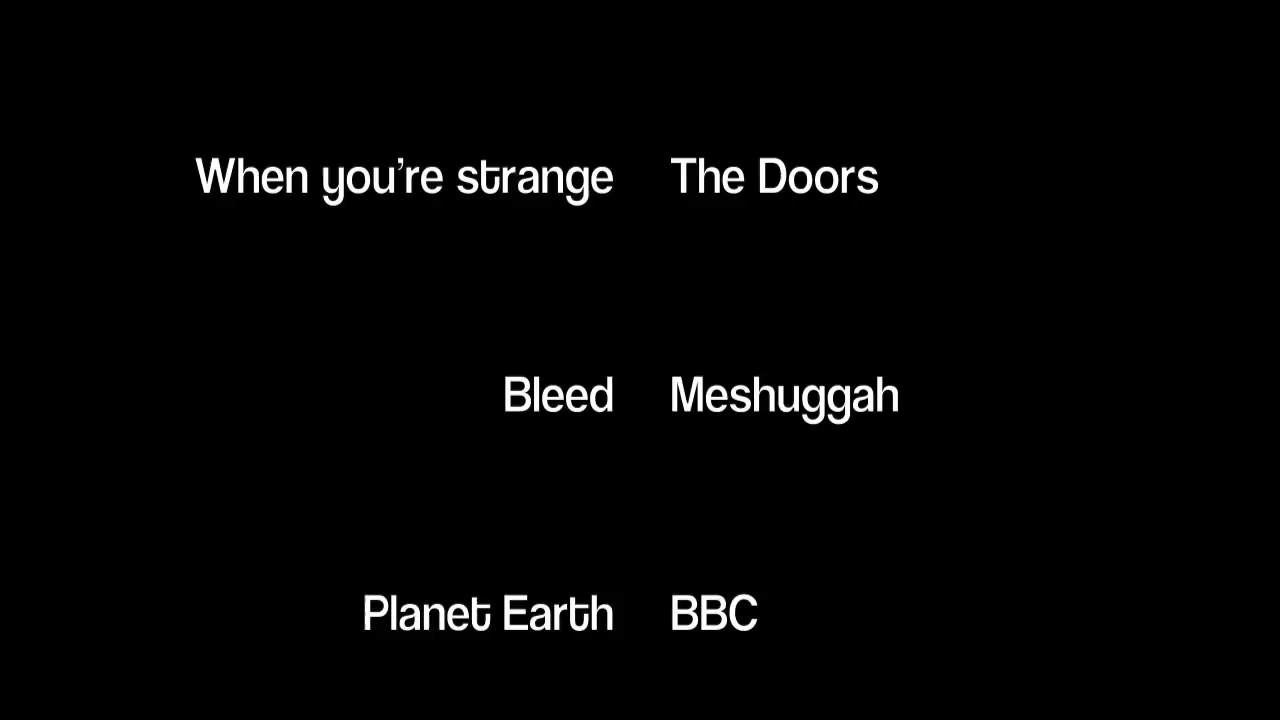 When you’re strange The Doors
Bleed Meshuggah
Planet Earth BBC